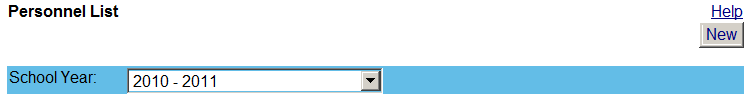 Personnel List Help
New
School Year: 2010 - 2011